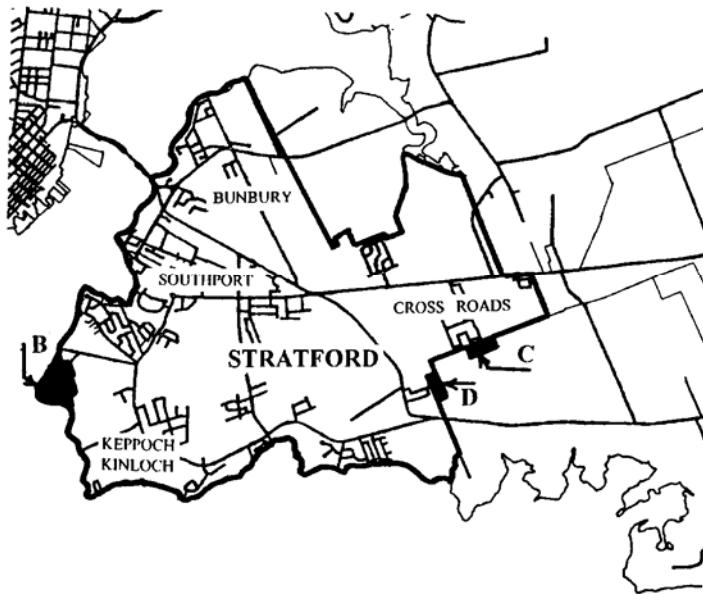 BUNBURY
SOUTHPORT
CROSS ROADS
B
STRATFORD
C
D
KEPPOCH
KINLOCH